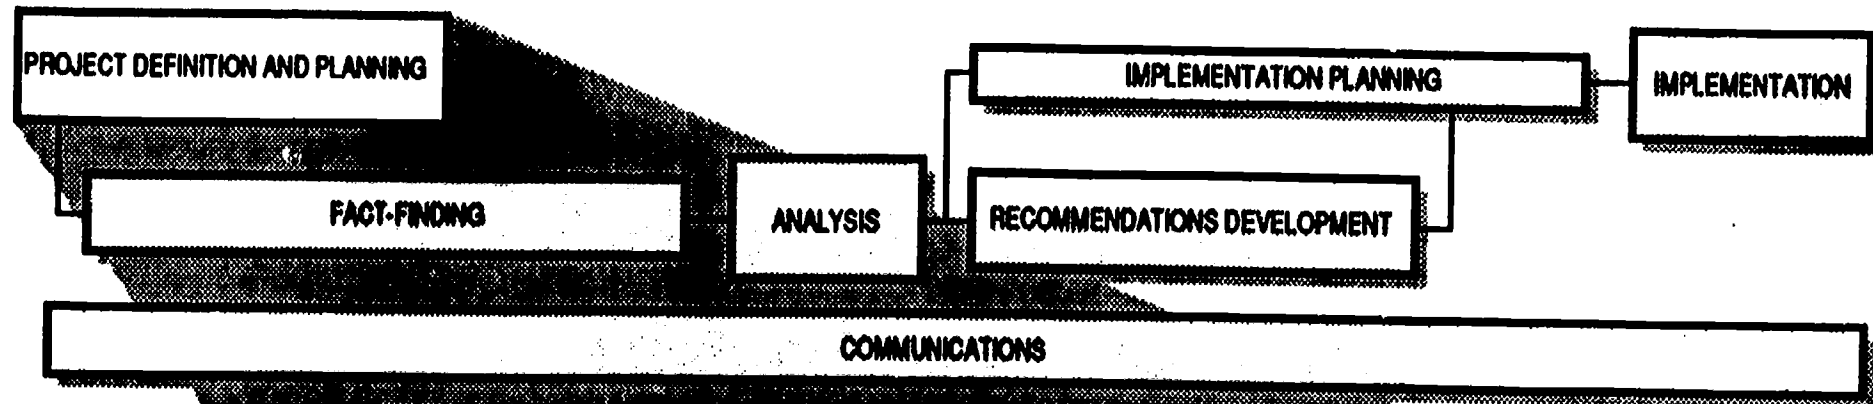 PROJECT DEFINITION AND PLANNING
IMPLEMENTATION PLANNING
IMPLEMENTATION
FACT-FINDING
ANALYSIS
RECOMMENDATIONS DEVELOPMENT
COMMUNICATIONS